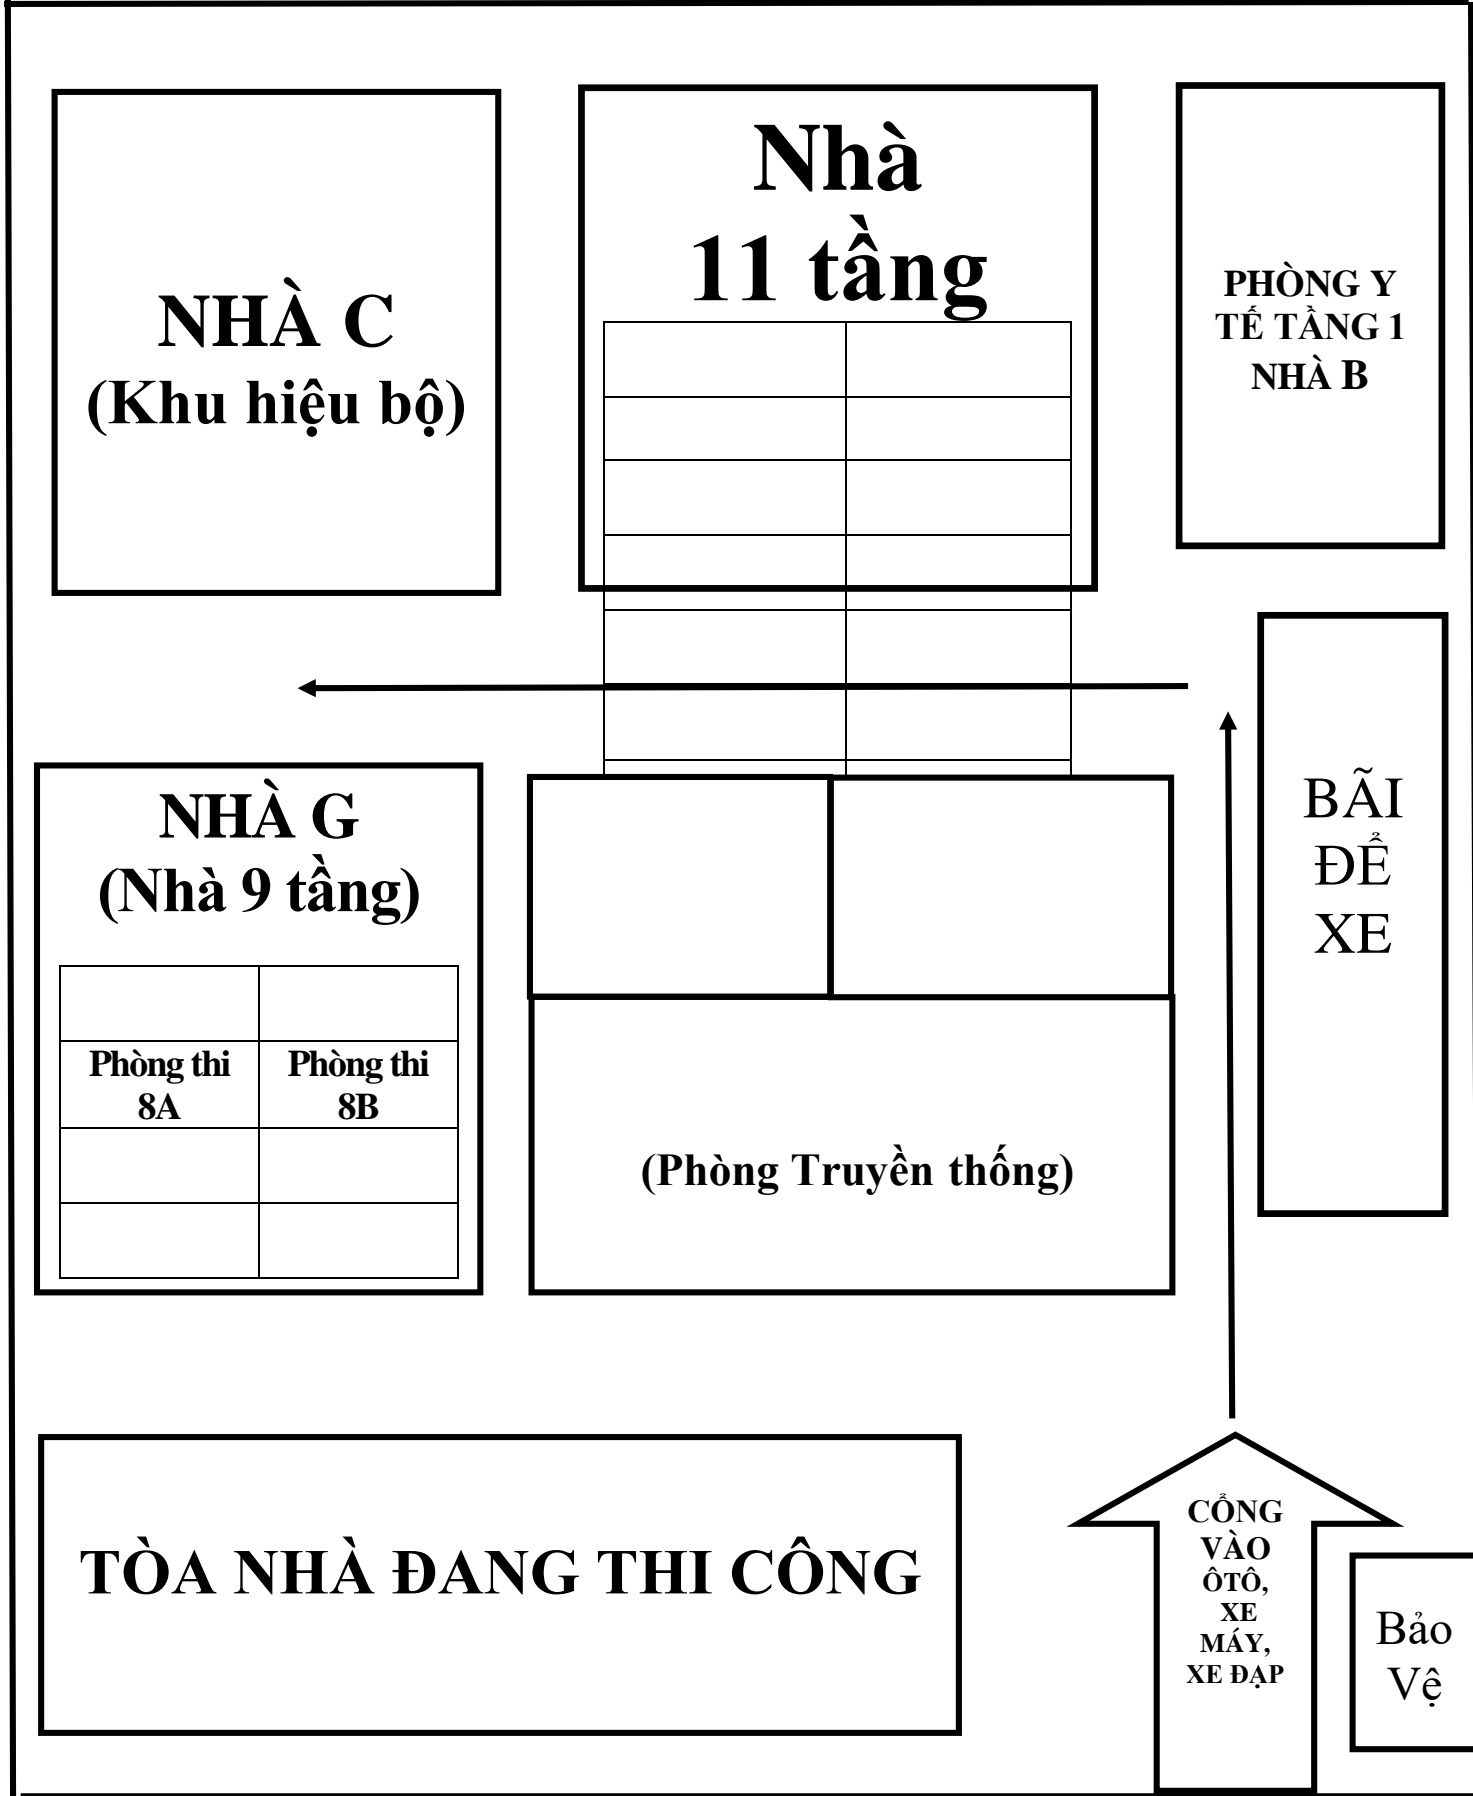 NHÀ C
(Khu hiệu bộ)
Nhà
11 tầng
PHÒNG Y
TẾ TẦNG 1
NHÀ B
NHÀ G
(Nhà 9 tầng)
Phòng thi
8A
Phòng thi
8B
(Phòng Truyền thống)
BÃI
ĐỂ
XE
TÒA NHÀ ĐANG THI CÔNG
CỔNG
VÀO
ÔTÔ,
XE
MÁY,
XE ĐẠP
Bảo
Vệ